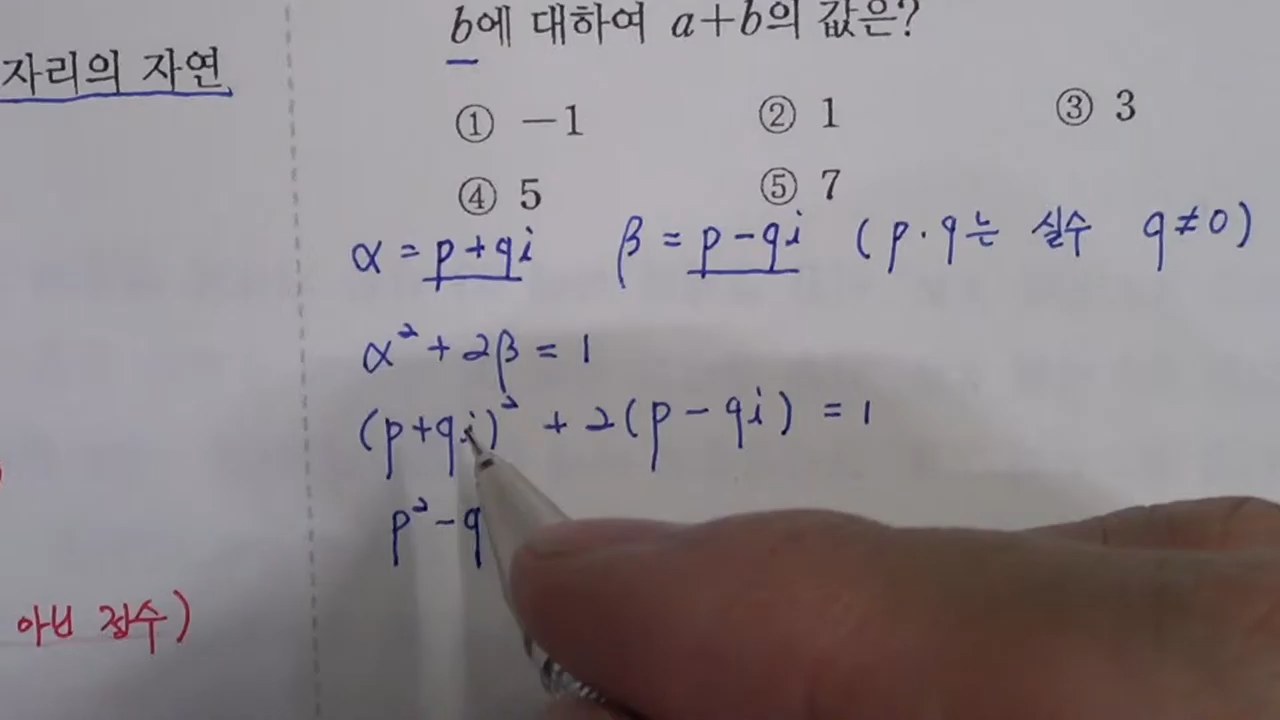 b에 대하여 a+b의 값은?
자리의 자연
① -1 ② 1 ③ 3
④ 5 ⑤ 7
α = p+qi β = p-qi (p·q는 실수 q≠0)
α² + 2β = 1
(p+qi)² + 2(p-qi) = 1
p² - q
아닌 정수)